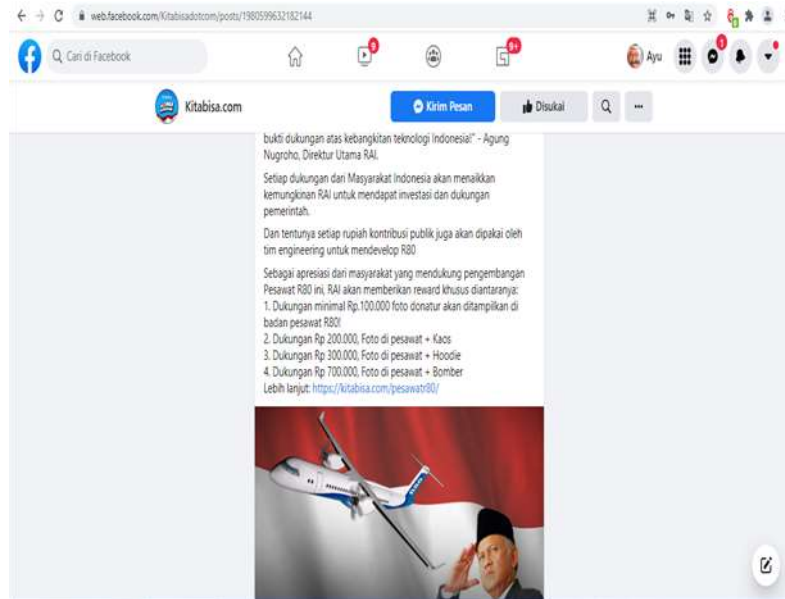 web.facebook.com/Kitabisadotcom/posts/1980599632182144
Cari di Facebook
9
9+
Ayu
1
Kitabisa.com
Kirim Pesan
Disukai
bukti dukungan atas kebangkitan teknologi Indonesia!" - Agung
Nugroho, Direktur Utama RAI.
Setiap dukungan dari Masyarakat Indonesia akan menaikkan
kemungkinan RAI untuk mendapat investasi dan dukungan
pemerintah.
Dan tentunya setiap rupiah kontribusi publik juga akan dipakai oleh
tim engineering untuk mendevelop R80
Sebagai apresiasi dari masyarakat yang mendukung pengembangan
Pesawat R80 ini, RAI akan memberikan reward khusus diantaranya:
1. Dukungan minimal Rp.100.000 foto donatur akan ditampilkan di
badan pesawat R80!
2. Dukungan Rp 200.000, Foto di pesawat + Kaos
3. Dukungan Rp 300.000, Foto di pesawat + Hoodie
4. Dukungan Rp 700.000, Foto di pesawat + Bomber
Lebih lanjut: https://kitabisa.com/pesawatr80/